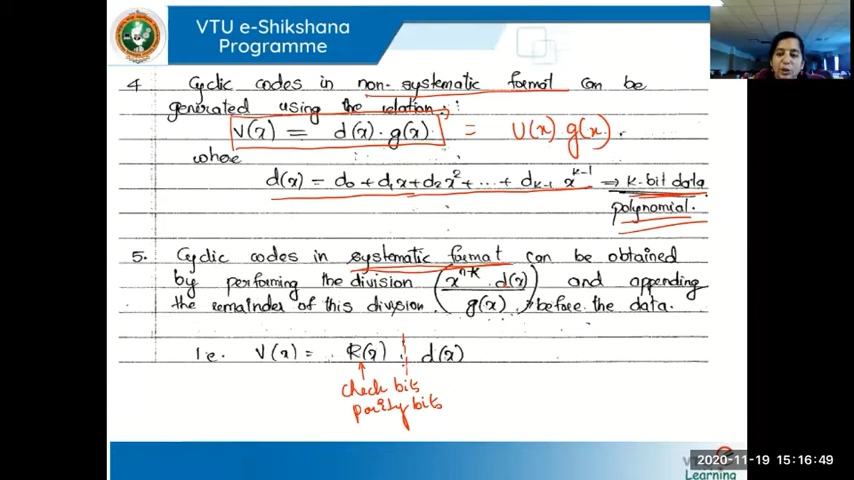 VTU e-Shikshana
Programme
4 Cyclic codes in non-systematic format can be
generated using the relation:
V(x) = d(x)·g(x) = U(x) g(x).
where
d(x) = d₀ + d₁x + d₂x² + ... + dₖ₋₁ x^{k-1} ⇒ k-bit data
polynomial.
5. Cyclic codes in systematic format can be obtained
by performing the division (x^{n-k}·d(x) / g(x)) and appending
the remainder of this division before the data.
i.e. V(x) = R(x) ⋮ d(x)
check bits
parity bits
2020-11-19 15:16:49
Learning